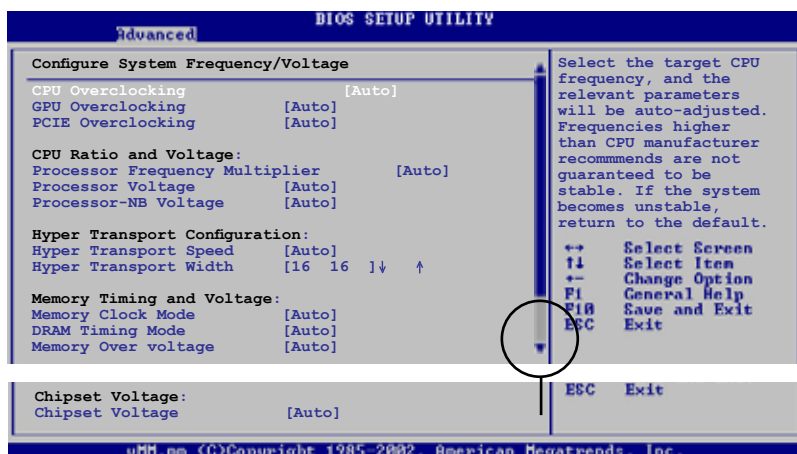 BIOS SETUP UTILITY
Advanced
Configure System Frequency/Voltage
CPU Overclocking [Auto]
GPU Overclocking [Auto]
PCIE Overclocking [Auto]
CPU Ratio and Voltage:
Processor Frequency Multiplier [Auto]
Processor Voltage [Auto]
Processor-NB Voltage [Auto]
Hyper Transport Configuration:
Hyper Transport Speed [Auto]
Hyper Transport Width [16 16 ]↓ ↑
Memory Timing and Voltage:
Memory Clock Mode [Auto]
DRAM Timing Mode [Auto]
Memory Over voltage [Auto]
Chipset Voltage:
Chipset Voltage [Auto]
Select the target CPU
frequency, and the
relevant parameters
will be auto-adjusted.
Frequencies higher
than CPU manufacturer
recommmends are not
guaranteed to be
stable. If the system
becomes unstable,
return to the default.
↔ Select Screen
↑↓ Select Item
+- Change Option
F1 General Help
F10 Save and Exit
ESC Exit
ESC Exit
(C)Copyright 1985-2002, American Megatrends, Inc.